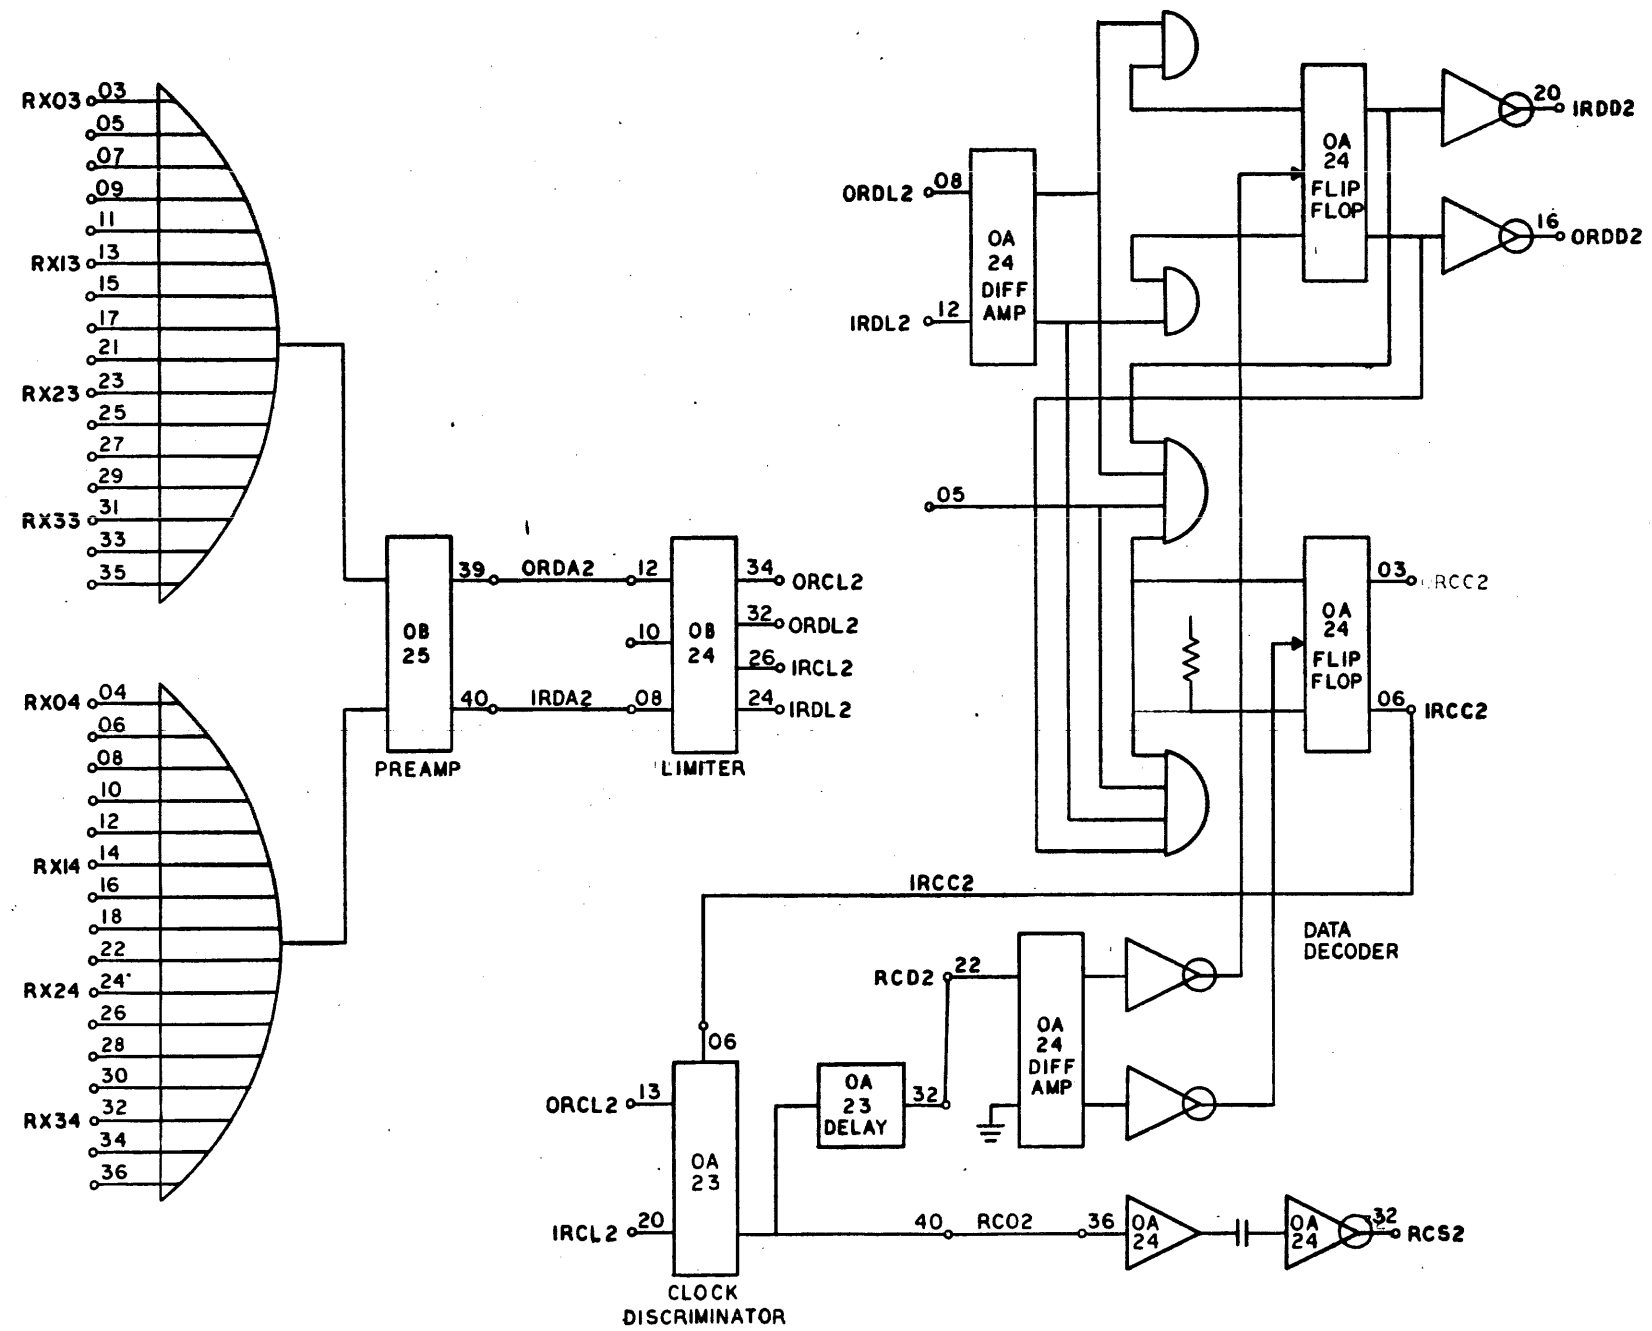 RX03 03
05
07
09
11
RX13 13
15
17
21
RX23 23
25
27
29
RX33 31
33
35
RX04 04
06
08
10
12
RX14 14
16
18
22
RX24 24
26
28
30
RX34 32
34
36
OB
25
PREAMP
39 ORDA2 12
10
40 IRDA2 08
OB
24
LIMITER
34 ORCL2
32 ORDL2
26 IRCL2
24 IRDL2
ORDL2 08
IRDL2 12
OA
24
DIFF
AMP
OA
24
FLIP
FLOP
20 IRDD2
16 ORDD2
05
OA
24
FLIP
FLOP
03 ORCC2
06 IRCC2
IRCC2
DATA
DECODER
06
ORCL2 13
IRCL2 20
OA
23
CLOCK
DISCRIMINATOR
OA
23
DELAY
32
RCD2 22
OA
24
DIFF
AMP
40 RCO2 36
OA
24
OA
24
32 RCS2